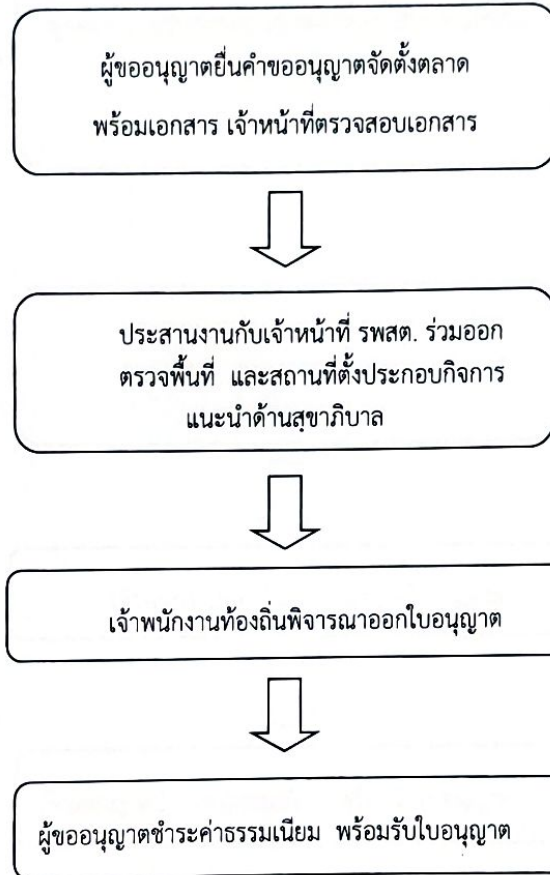 ผู้ขออนุญาตยื่นคำขออนุญาตจัดตั้งตลาด
พร้อมเอกสาร เจ้าหน้าที่ตรวจสอบเอกสาร
ประสานงานกับเจ้าหน้าที่ รพสต. ร่วมออก
ตรวจพื้นที่ และสถานที่ตั้งประกอบกิจการ
แนะนำด้านสุขาภิบาล
เจ้าพนักงานท้องถิ่นพิจารณาออกใบอนุญาต
ผู้ขออนุญาตชำระค่าธรรมเนียม พร้อมรับใบอนุญาต